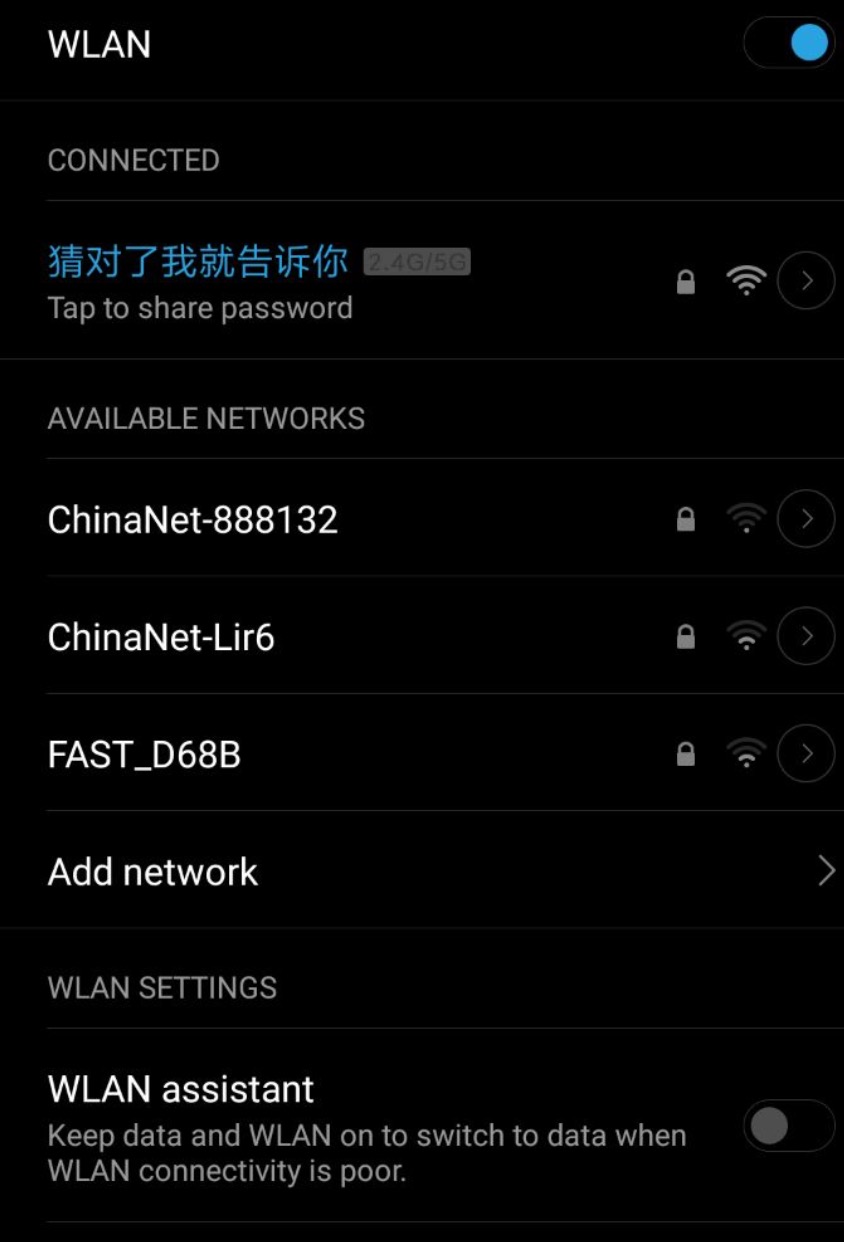 WLAN
CONNECTED
猜对了我就告诉你 2.4G/5G
Tap to share password
AVAILABLE NETWORKS
ChinaNet-888132
ChinaNet-Lir6
FAST_D68B
Add network
WLAN SETTINGS
WLAN assistant
Keep data and WLAN on to switch to data when
WLAN connectivity is poor.